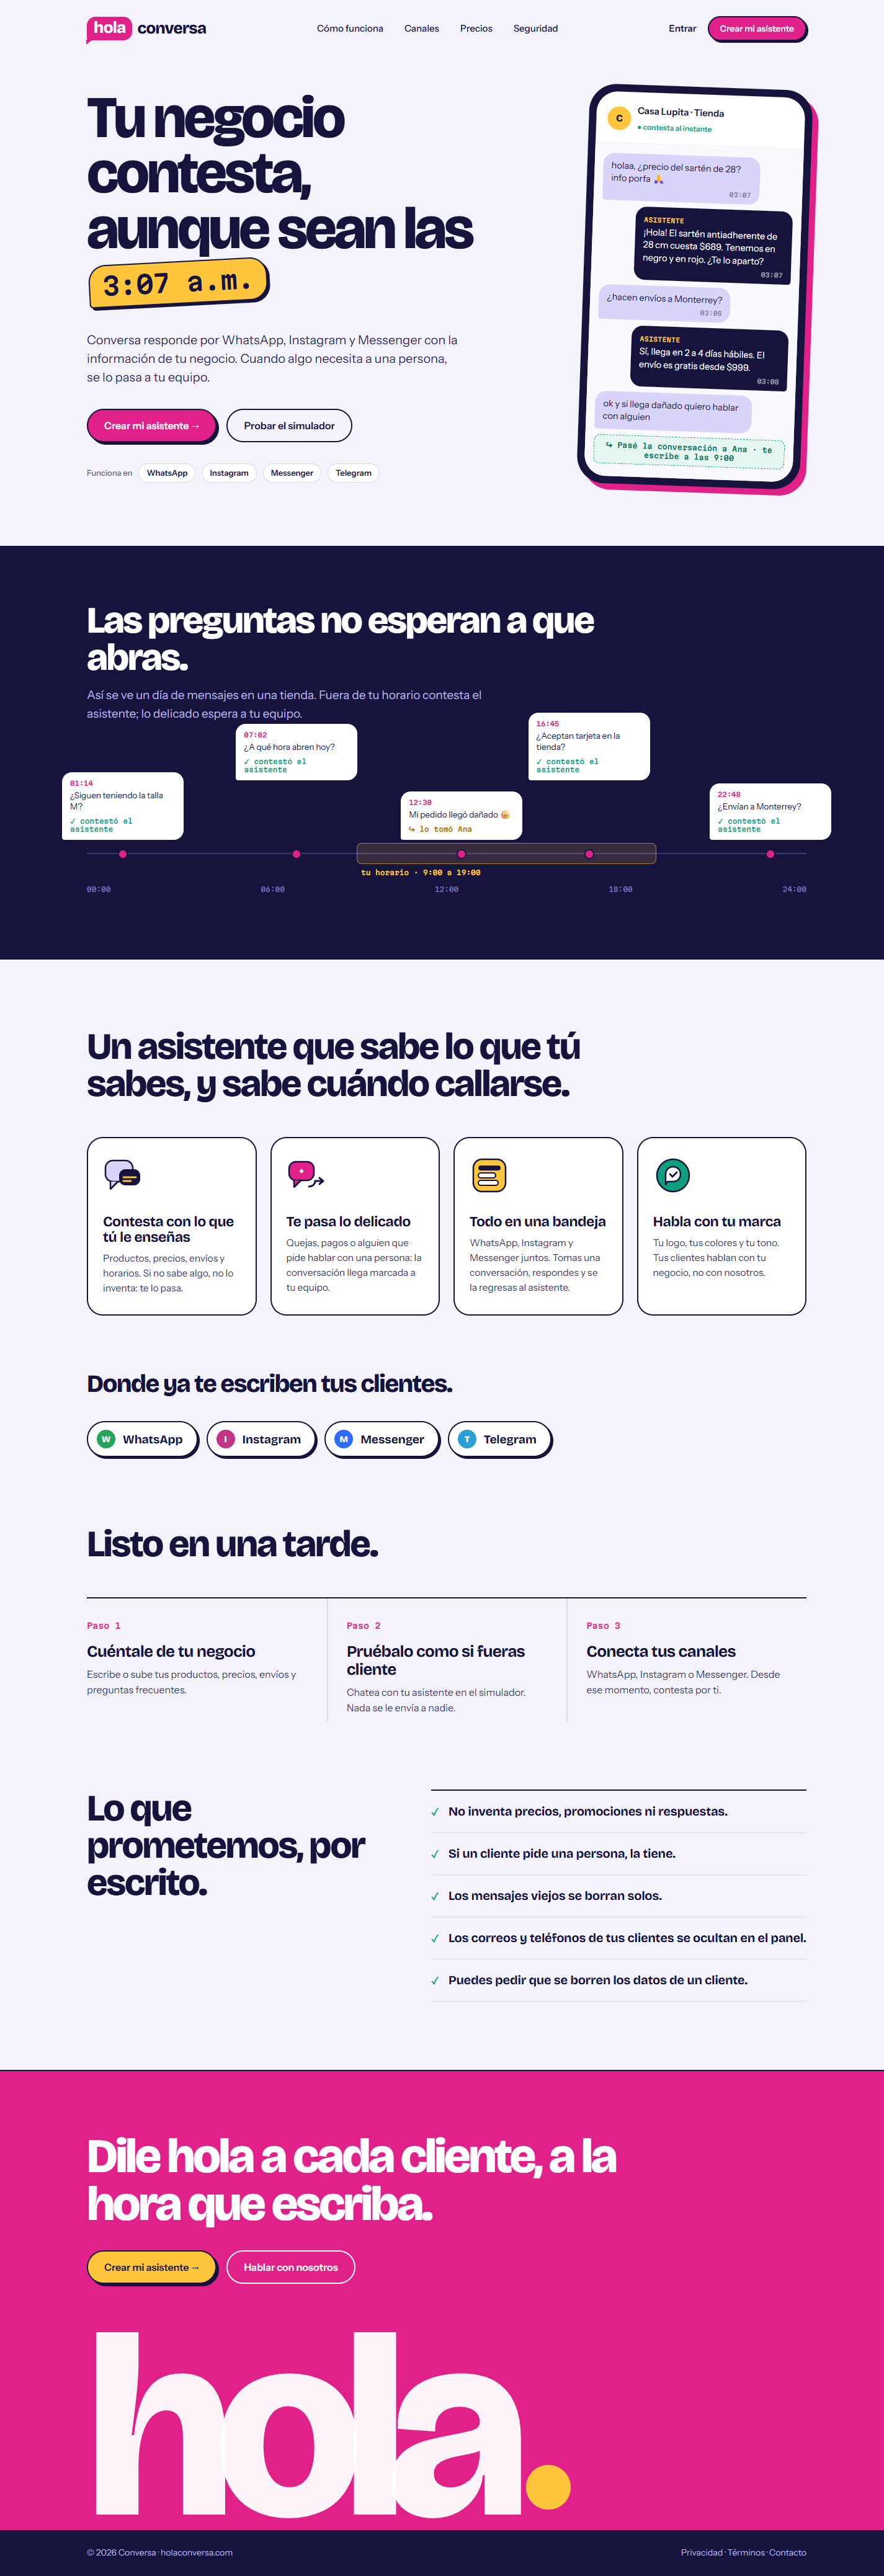 hola conversa
Cómo funciona
Canales
Precios
Seguridad
Entrar
Crear mi asistente
Tu negocio
contesta,
aunque sean las
3:07 a.m.
Conversa responde por WhatsApp, Instagram y Messenger con la
información de tu negocio. Cuando algo necesita a una persona,
se lo pasa a tu equipo.
Crear mi asistente →
Probar el simulador
Funciona en
WhatsApp
Instagram
Messenger
Telegram
C
Casa Lupita · Tienda
• contesta al instante
holaa, ¿precio del sartén de 28?
info porfa 🙏
03:07
ASISTENTE
¡Hola! El sartén antiadherente de
28 cm cuesta $689. Tenemos en
negro y en rojo. ¿Te lo aparto?
03:07
¿hacen envíos a Monterrey?
03:08
ASISTENTE
Sí, llega en 2 a 4 días hábiles. El
envío es gratis desde $999.
03:08
ok y si llega dañado quiero hablar
con alguien
↪ Pasé la conversación a Ana · te
escribe a las 9:00
Las preguntas no esperan a que
abras.
Así se ve un día de mensajes en una tienda. Fuera de tu horario contesta el
asistente; lo delicado espera a tu equipo.
01:14
¿Siguen teniendo la talla
M?
✓ contestó el
asistente
07:02
¿A qué hora abren hoy?
✓ contestó el
asistente
12:30
Mi pedido llegó dañado
↪ lo tomó Ana
16:45
¿Aceptan tarjeta en la
tienda?
✓ contestó el
asistente
22:48
¿Envían a Monterrey?
✓ contestó el
asistente
tu horario · 9:00 a 19:00
00:00
06:00
12:00
18:00
24:00
Un asistente que sabe lo que tú
sabes, y sabe cuándo callarse.
Contesta con lo que
tú le enseñas
Productos, precios, envíos y
horarios. Si no sabe algo, no lo
inventa: te lo pasa.
Te pasa lo delicado
Quejas, pagos o alguien que
pide hablar con una persona: la
conversación llega marcada a
tu equipo.
Todo en una bandeja
WhatsApp, Instagram y
Messenger juntos. Tomas una
conversación, respondes y se
la regresas al asistente.
Habla con tu marca
Tu logo, tus colores y tu tono.
Tus clientes hablan con tu
negocio, no con nosotros.
Donde ya te escriben tus clientes.
W WhatsApp
I Instagram
M Messenger
T Telegram
Listo en una tarde.
Paso 1
Cuéntale de tu negocio
Escribe o sube tus productos, precios, envíos y
preguntas frecuentes.
Paso 2
Pruébalo como si fueras
cliente
Chatea con tu asistente en el simulador.
Nada se le envía a nadie.
Paso 3
Conecta tus canales
WhatsApp, Instagram o Messenger. Desde
ese momento, contesta por ti.
Lo que
prometemos, por
escrito.
✓ No inventa precios, promociones ni respuestas.
✓ Si un cliente pide una persona, la tiene.
✓ Los mensajes viejos se borran solos.
✓ Los correos y teléfonos de tus clientes se ocultan en el panel.
✓ Puedes pedir que se borren los datos de un cliente.
Dile hola a cada cliente, a la
hora que escriba.
Crear mi asistente →
Hablar con nosotros
hola.
© 2026 Conversa · holaconversa.com
Privacidad · Términos · Contacto